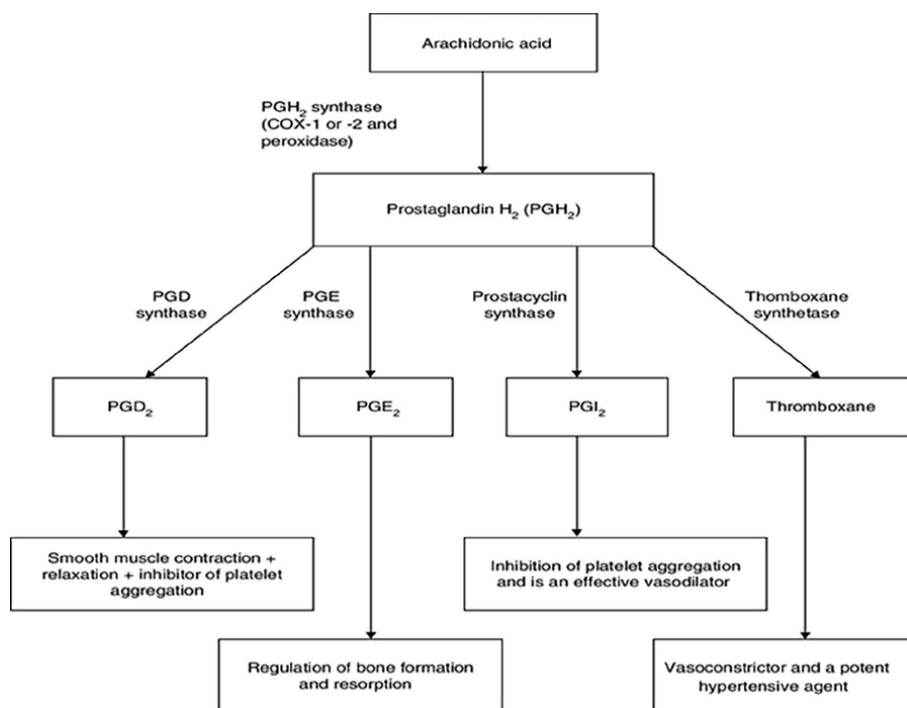 Arachidonic acid
PGH₂ synthase
(COX-1 or -2 and
peroxidase)
Prostaglandin H₂ (PGH₂)
PGD
synthase
PGE
synthase
Prostacyclin
synthase
Thomboxane
synthetase
PGD₂
PGE₂
PGI₂
Thromboxane
Smooth muscle contraction +
relaxation + inhibitor of platelet
aggregation
Inhibition of platelet aggregation
and is an effective vasodilator
Regulation of bone formation
and resorption
Vasoconstrictor and a potent
hypertensive agent